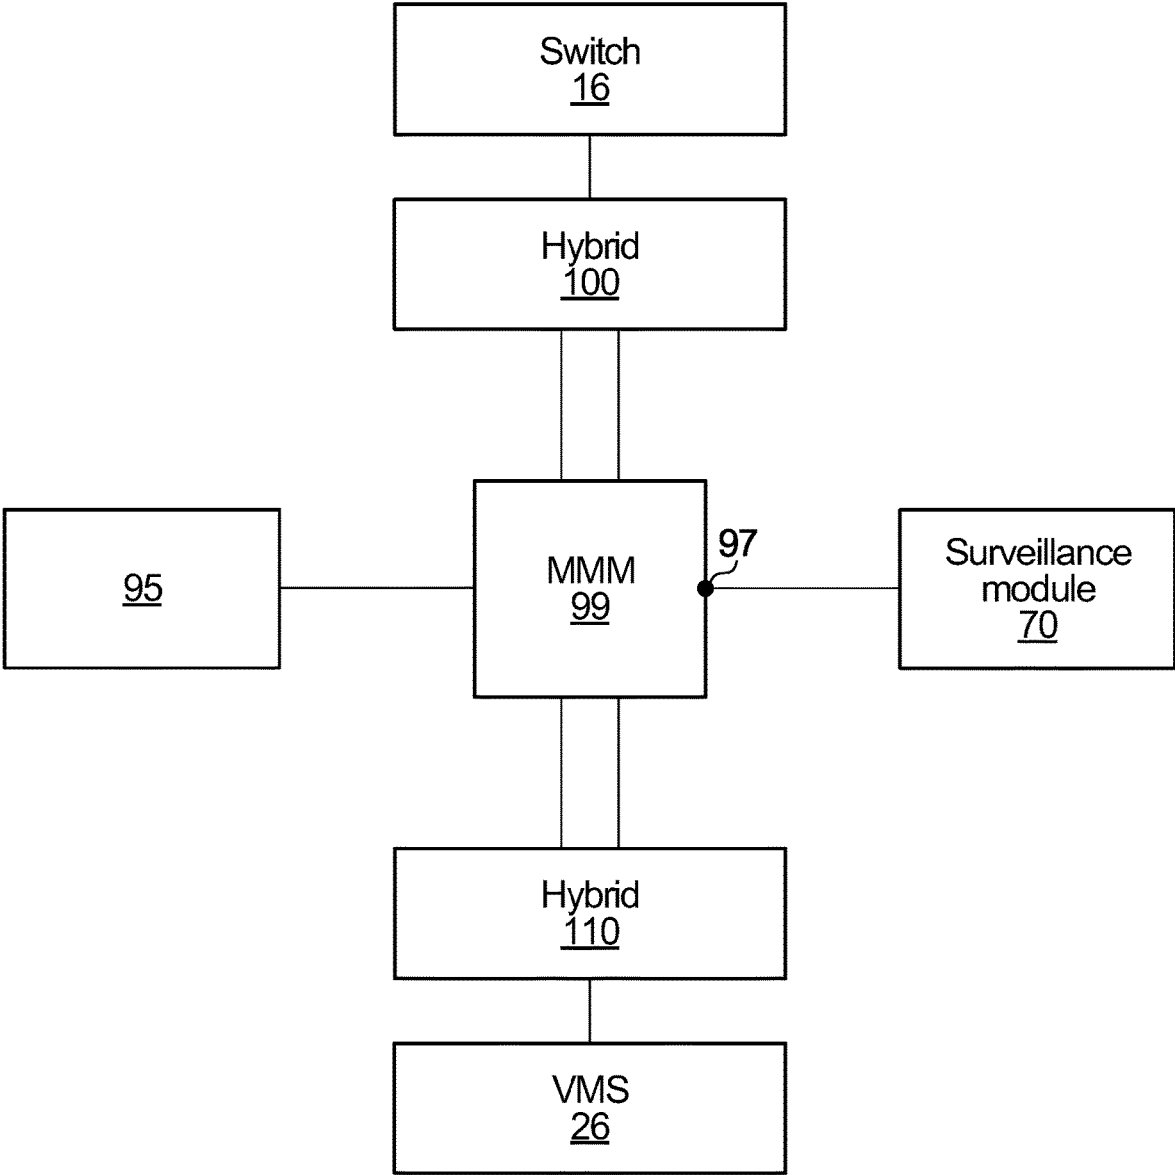 Switch
16
Hybrid
100
95
MMM
99
97
Surveillance
module
70
Hybrid
110
VMS
26